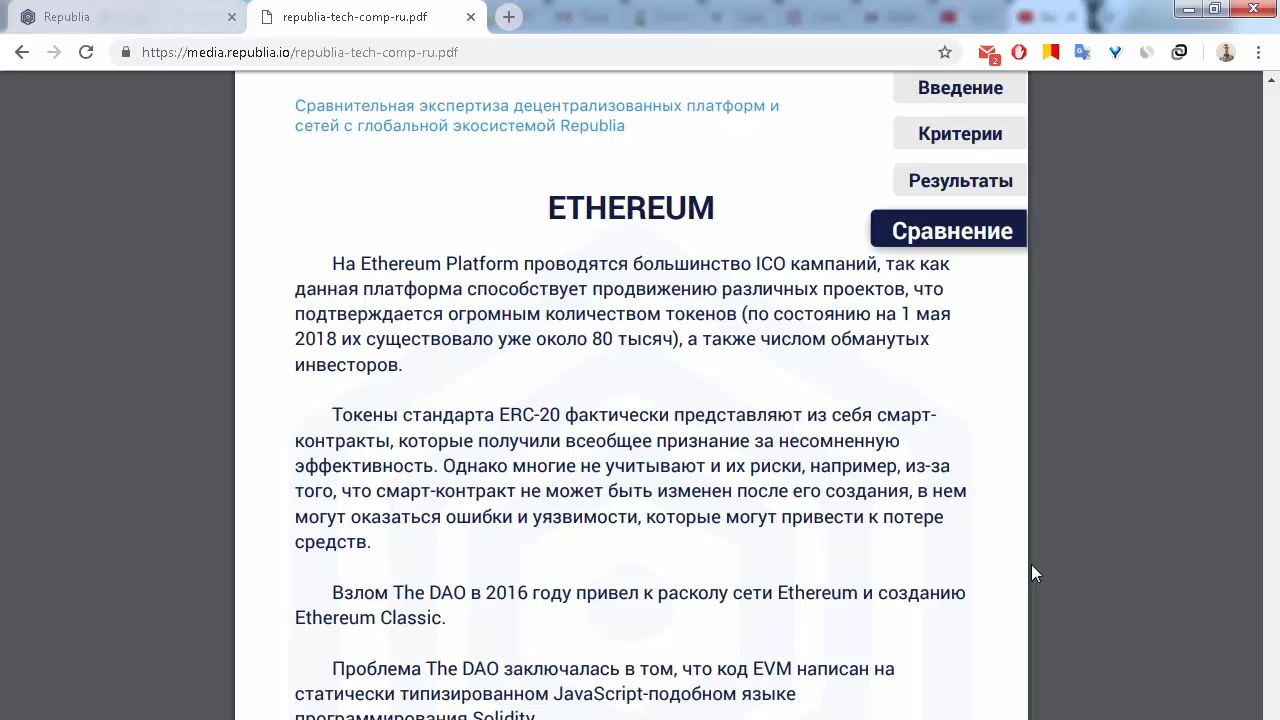 Republia
republia-tech-comp-ru.pdf
https://media.republia.io/republia-tech-comp-ru.pdf
2
Сравнительная экспертиза децентрализованных платформ и
сетей с глобальной экосистемой Republia
Введение
Критерии
Результаты
Сравнение
ETHEREUM
На Ethereum Platform проводятся большинство ICO кампаний, так как
данная платформа способствует продвижению различных проектов, что
подтверждается огромным количеством токенов (по состоянию на 1 мая
2018 их существовало уже около 80 тысяч), а также числом обманутых
инвесторов.
Токены стандарта ERC-20 фактически представляют из себя смарт-
контракты, которые получили всеобщее признание за несомненную
эффективность. Однако многие не учитывают и их риски, например, из-за
того, что смарт-контракт не может быть изменен после его создания, в нем
могут оказаться ошибки и уязвимости, которые могут привести к потере
средств.
Взлом The DAO в 2016 году привел к расколу сети Ethereum и созданию
Ethereum Classic.
Проблема The DAO заключалась в том, что код EVM написан на
статически типизированном JavaScript-подобном языке
программирования Solidity